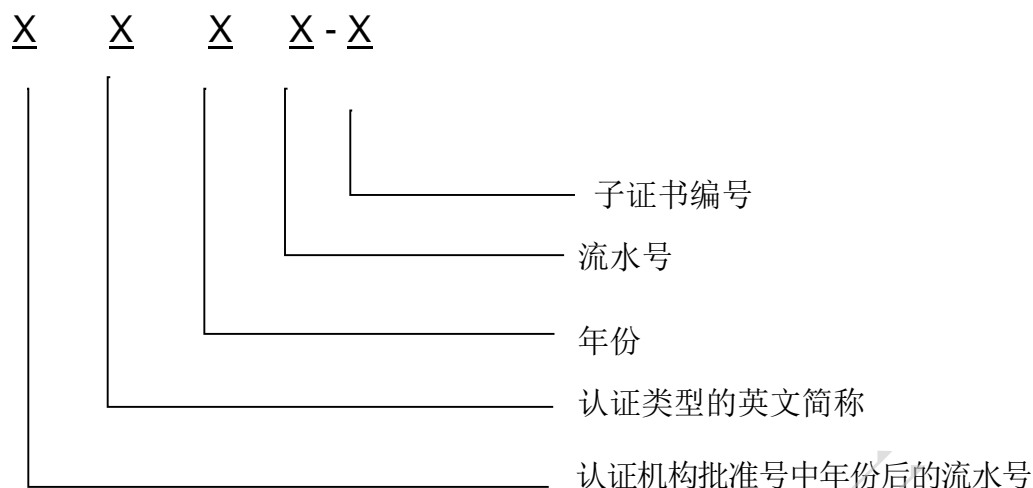 X X X X - X
子证书编号
流水号
年份
认证类型的英文简称
认证机构批准号中年份后的流水号